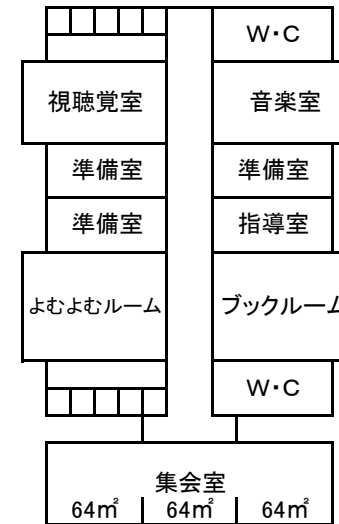 W・C
視聴覚室 音楽室
準備室 準備室
準備室 指導室
よむよむルーム ブックルーム
W・C
集会室
64㎡ 64㎡ 64㎡